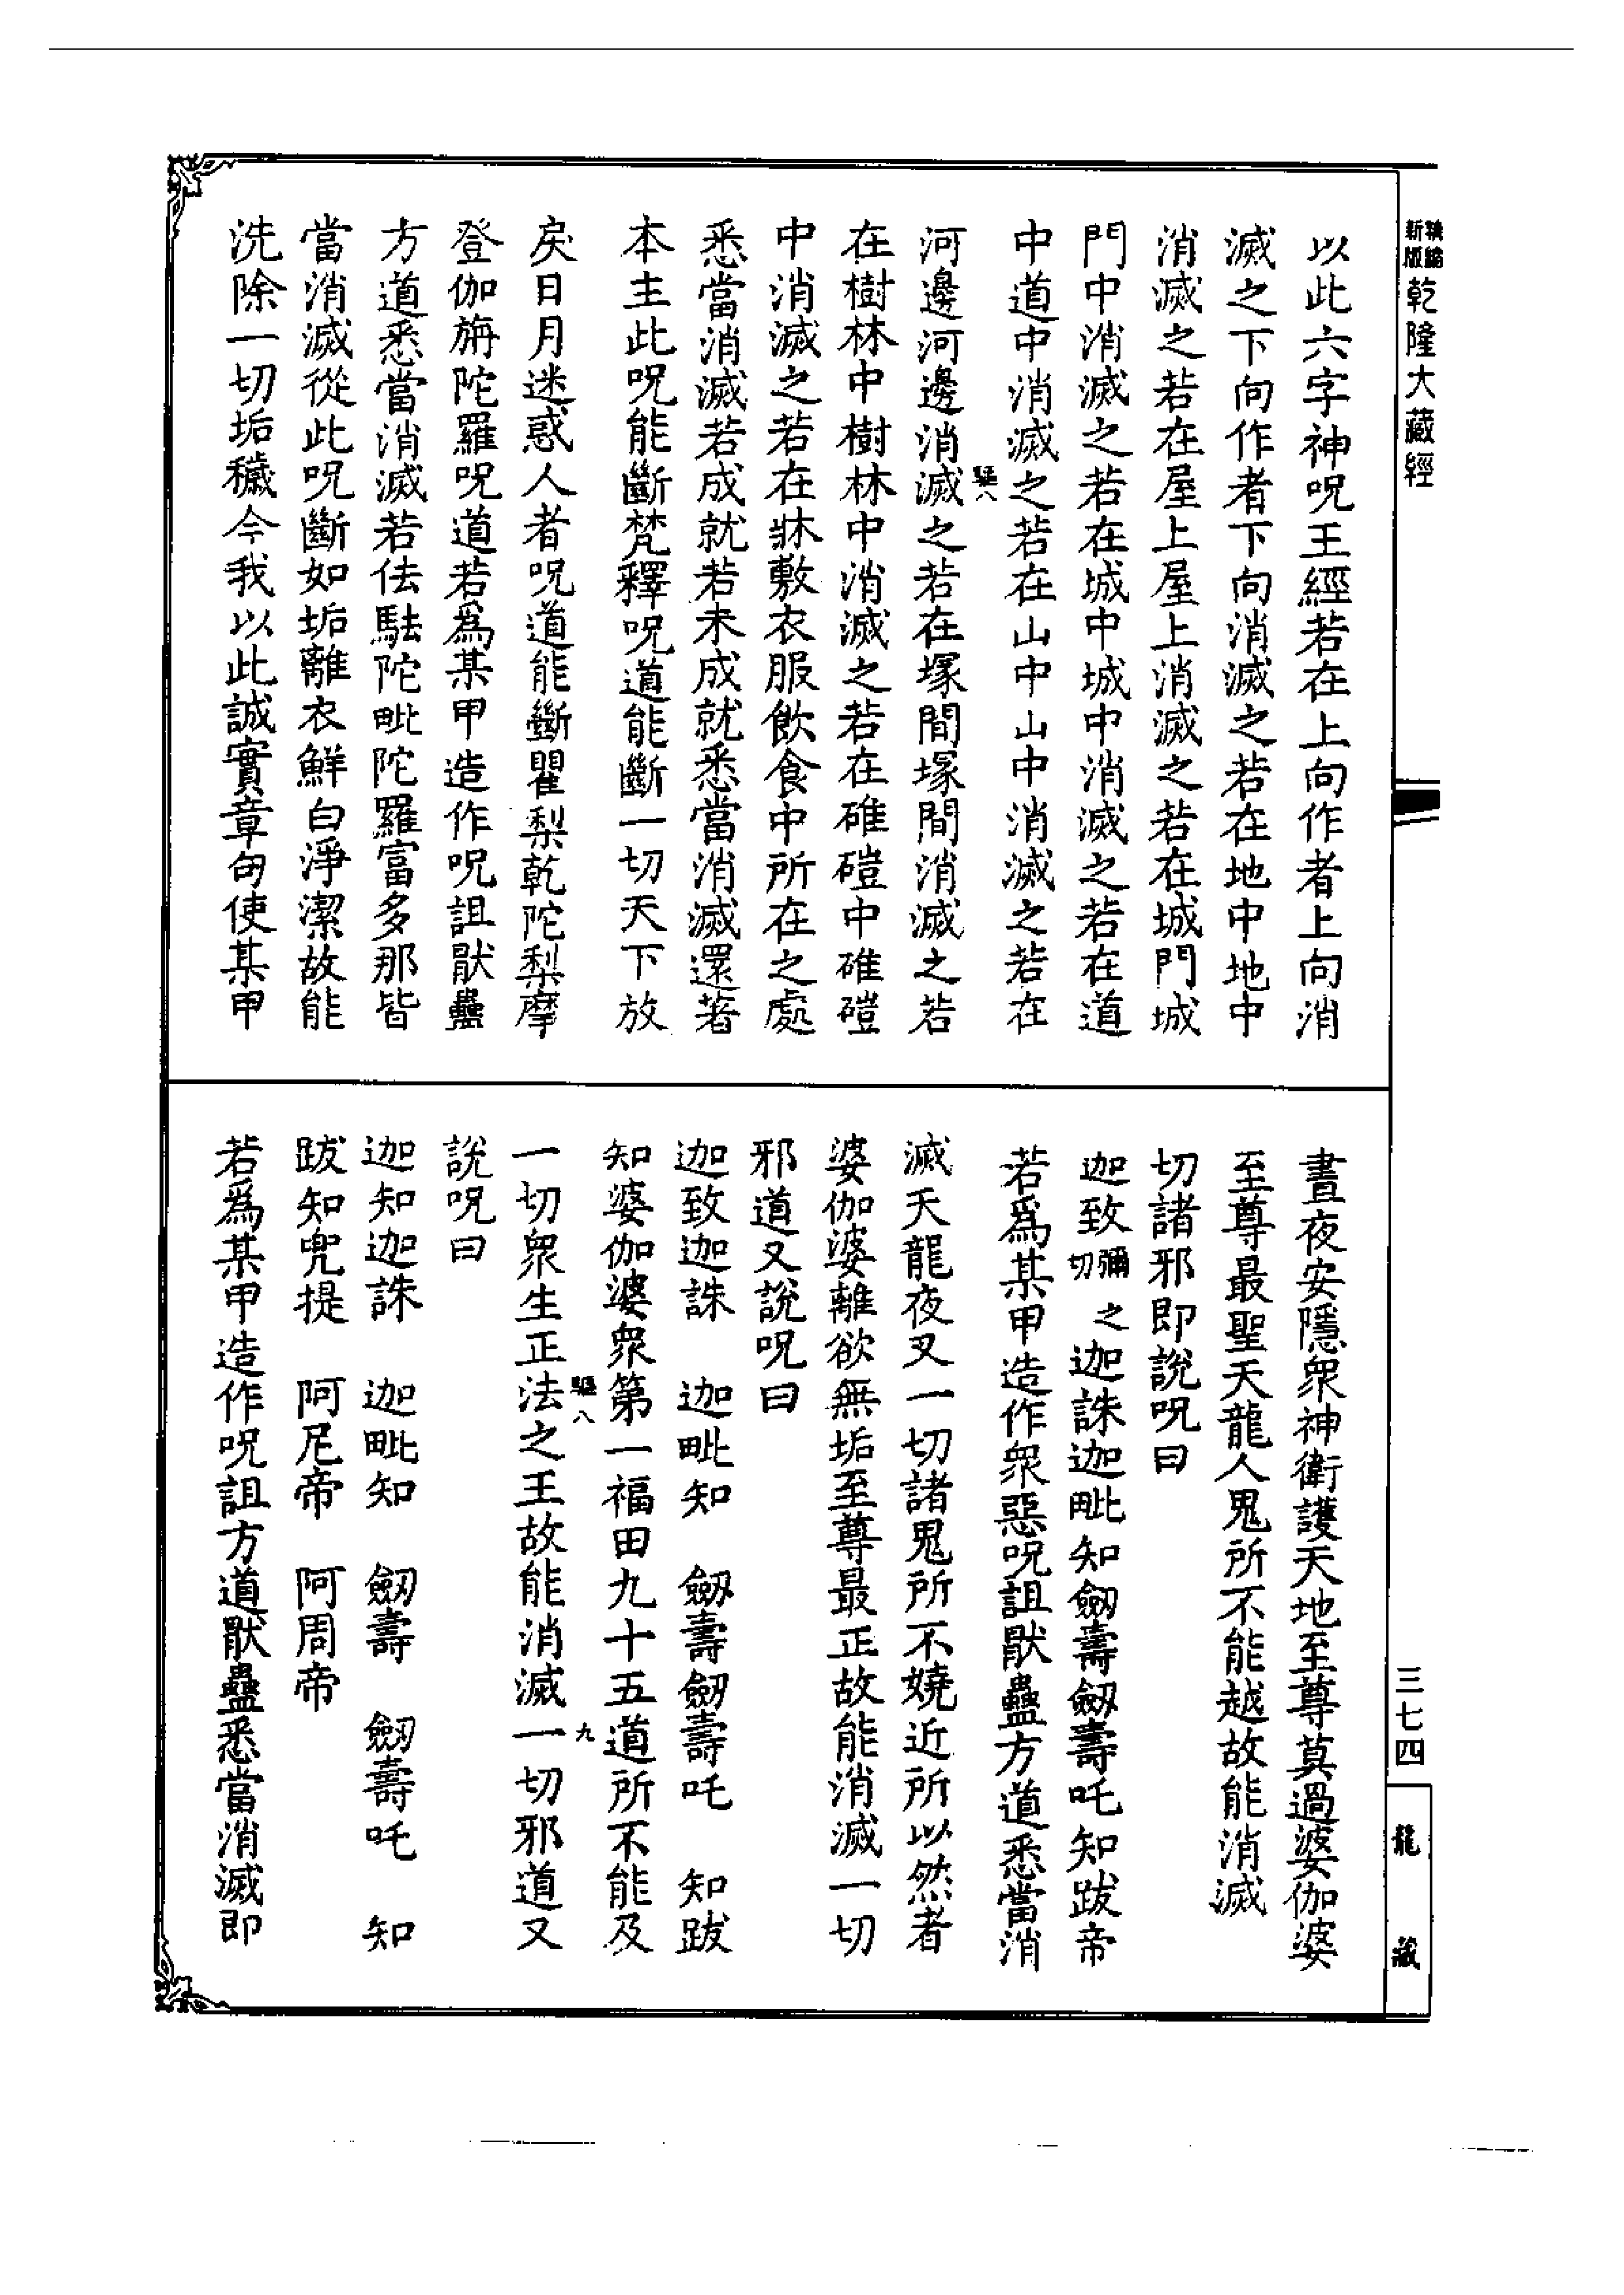 精縮新版乾隆大藏經
三七四
龍藏
以此六字神呪王經若在上向作者上向消
滅之下向作者下向消滅之若在地中地中
消滅之若在屋上屋上消滅之若在城門城
門中消滅之若在城中城中消滅之若在道
中道中消滅之若在山中山中消滅之若在
驅八
河邊河邊消滅之若在塚間塚間消滅之若
在樹林中樹林中消滅之若在碓磑中碓磑
中消滅之若在牀敷衣服飲食中所在之處
悉當消滅若成就若未成就悉當消滅還著
本主此呪能斷梵釋呪道能斷一切天下放
戾日月迷惑人者呪道能斷瞿梨乾陀梨摩
登伽旃陀羅呪道若為某甲造作呪詛厭蠱
方道悉當消滅若佉駄陀毗陀羅富多那皆
當消滅從此呪斷如垢離衣鮮白淨潔故能
洗除一切垢穢今我以此誠實章句使某甲
晝夜安隱衆神衛護天地至尊莫過婆伽婆
至尊最聖天龍人鬼所不能越故能消滅一
切諸邪即說呪曰
迦致彌之切迦誅迦毗知劔壽劔壽吒知跋帝
若爲某甲造作衆惡呪詛厭蠱方道悉當消
滅天龍夜叉一切諸鬼所不嬈近所以然者
婆伽婆離欲無垢至尊最正故能消滅一切
邪道又說呪曰
迦致迦誅　迦毗知　劔壽劔壽吒　知跋
知婆伽婆衆第一福田九十五道所不能及
驅八　九
一切衆生正法之王故能消滅一切邪道又
說呪曰
迦知迦誅　迦毗知　劔壽　劔壽吒　知
跋知兜提　阿尼帝　阿周帝
若爲某甲造作呪詛方道厭蠱悉當消滅即